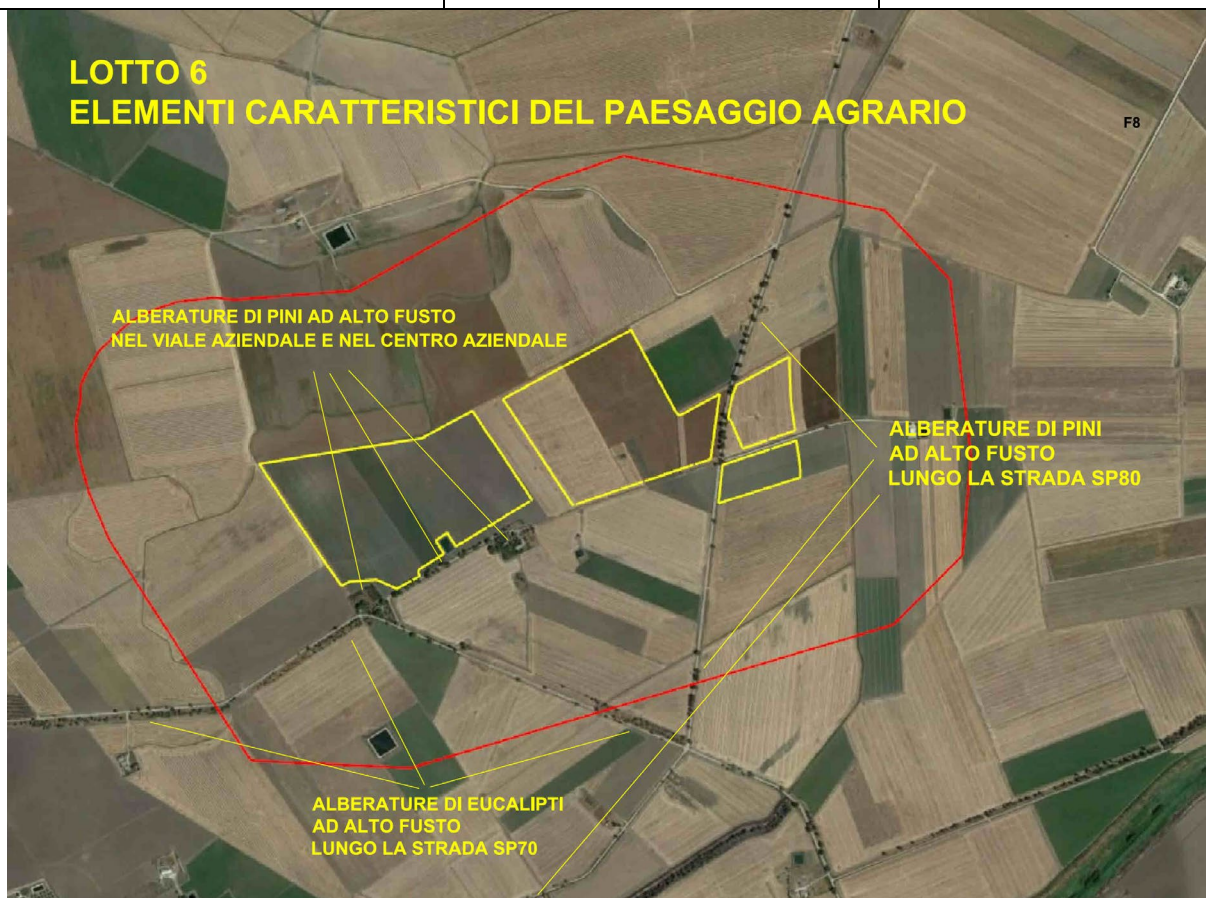 LOTTO 6
ELEMENTI CARATTERISTICI DEL PAESAGGIO AGRARIO
F8
ALBERATURE DI PINI AD ALTO FUSTO
NEL VIALE AZIENDALE E NEL CENTRO AZIENDALE
ALBERATURE DI PINI
AD ALTO FUSTO
LUNGO LA STRADA SP80
ALBERATURE DI EUCALIPTI
AD ALTO FUSTO
LUNGO LA STRADA SP70